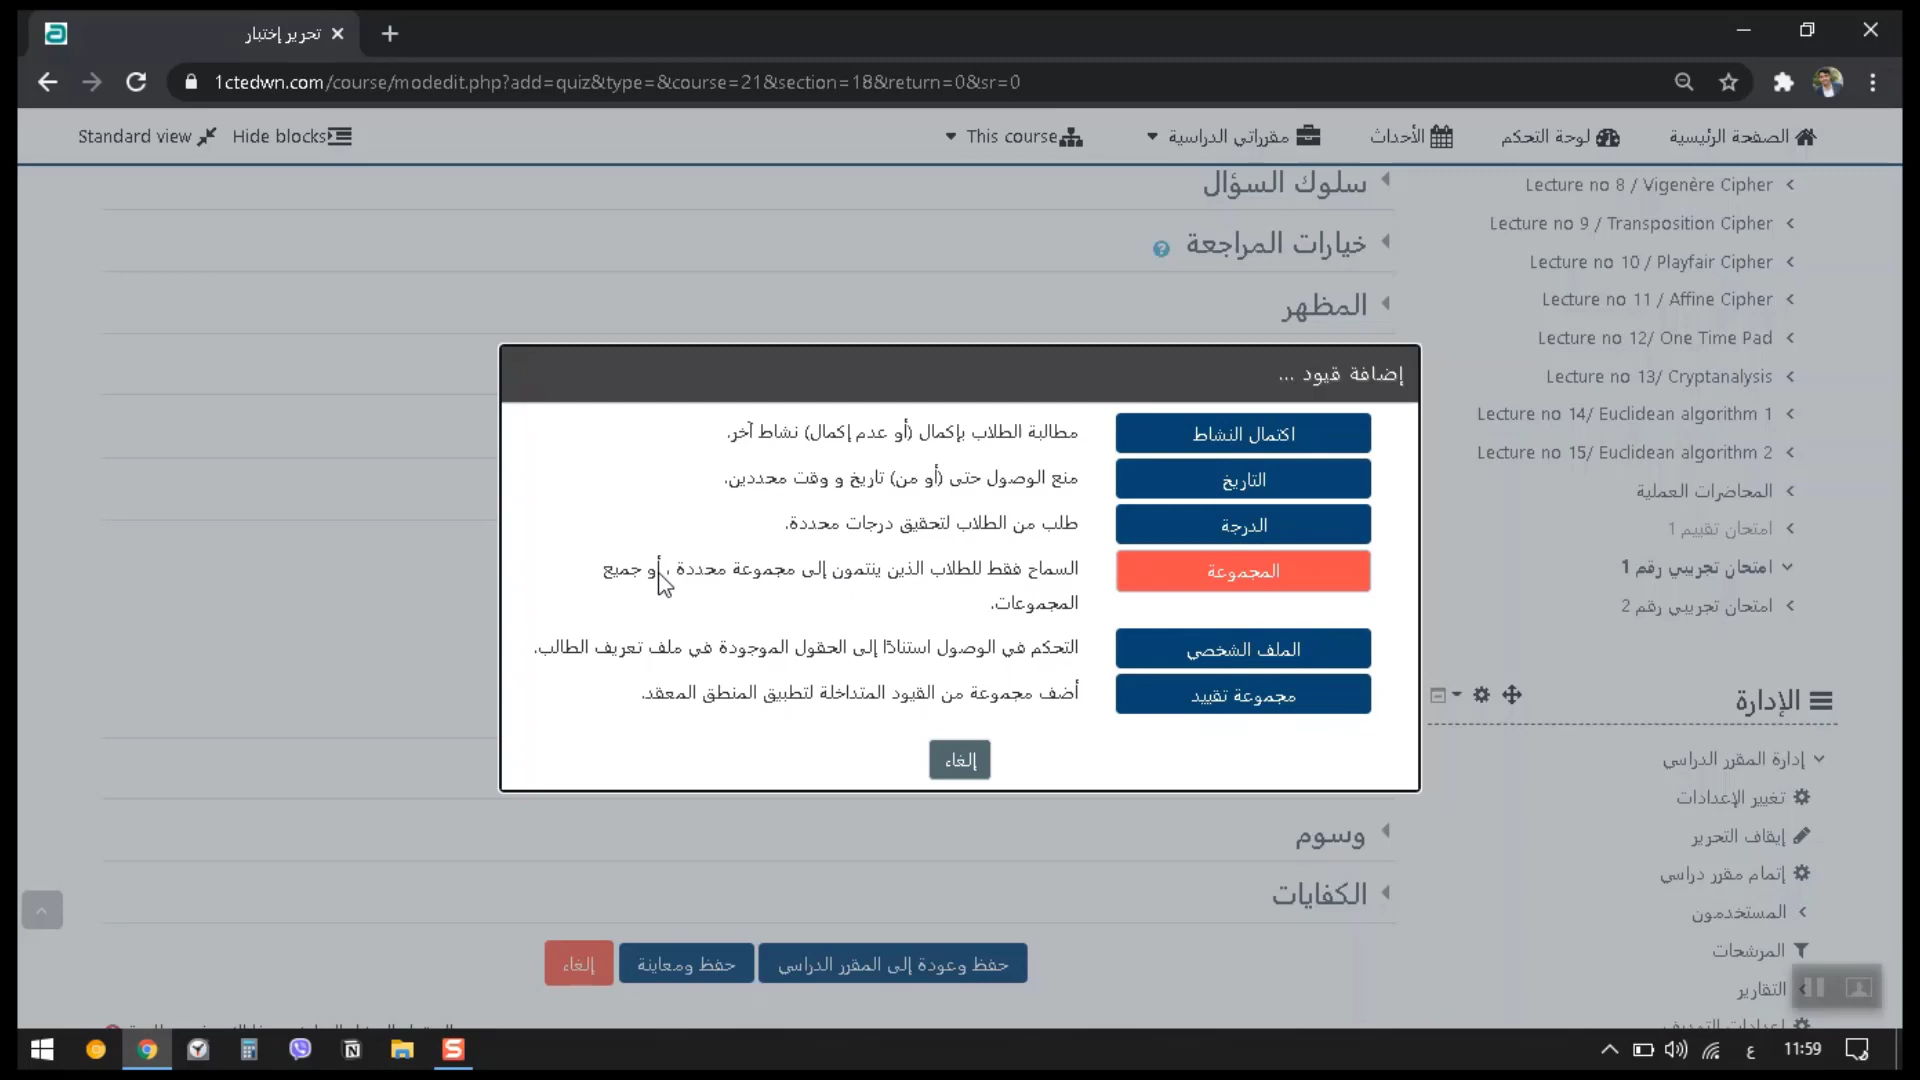 تحرير إختبار
1ctedwn.com/course/modedit.php?add=quiz&type=&course=21&section=18&return=0&sr=0
الصفحة الرئيسية
لوحة التحكم
الأحداث
مقرراتي الدراسية
This course
Hide blocks
Standard view
سلوك السؤال
خيارات المراجعة
المظهر
إضافة قيود ...
اكتمال النشاط
مطالبة الطلاب بإكمال (أو عدم إكمال) نشاط آخر.
التاريخ
منع الوصول حتى (أو من) تاريخ و وقت محددين.
الدرجة
طلب من الطلاب لتحقيق درجات محددة.
المجموعة
السماح فقط للطلاب الذين ينتمون إلى مجموعة محددة ، أو جميع
المجموعات.
الملف الشخصي
التحكم في الوصول استنادًا إلى الحقول الموجودة في ملف تعريف الطالب.
مجموعة تقييد
أضف مجموعة من القيود المتداخلة لتطبيق المنطق المعقد.
إلغاء
وسوم
الكفايات
حفظ وعودة إلى المقرر الدراسي
حفظ ومعاينة
إلغاء
Lecture no 8 / Vigenère Cipher
Lecture no 9 / Transposition Cipher
Lecture no 10 / Playfair Cipher
Lecture no 11 / Affine Cipher
Lecture no 12/ One Time Pad
Lecture no 13/ Cryptanalysis
Lecture no 14/ Euclidean algorithm 1
Lecture no 15/ Euclidean algorithm 2
المحاضرات العملية
امتحان تقييم 1
امتحان تجريبي رقم 1
امتحان تجريبي رقم 2
الإدارة
إدارة المقرر الدراسي
تغيير الإعدادات
إيقاف التحرير
إتمام مقرر دراسي
المستخدمون
المرشحات
التقارير
ع
11:59